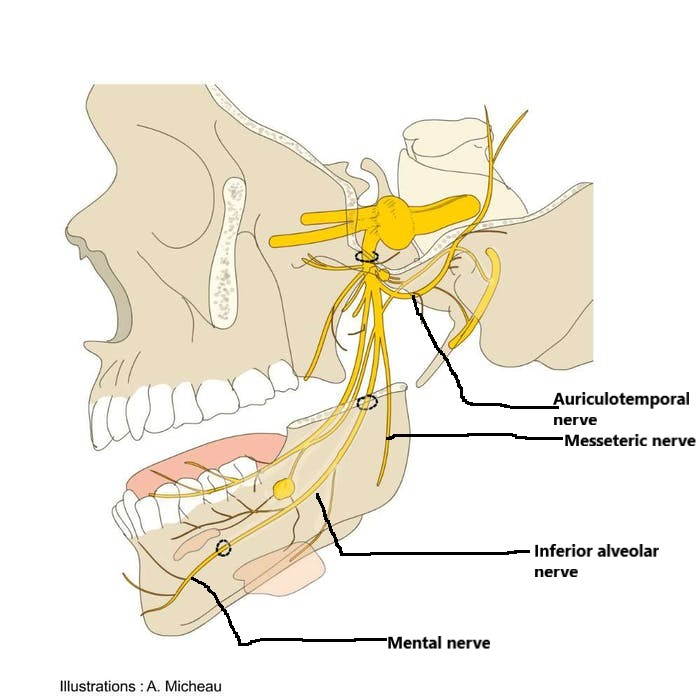 Auriculotemporal
nerve
Messeteric nerve
Inferior alveolar
nerve
Mental nerve
Illustrations : A. Micheau